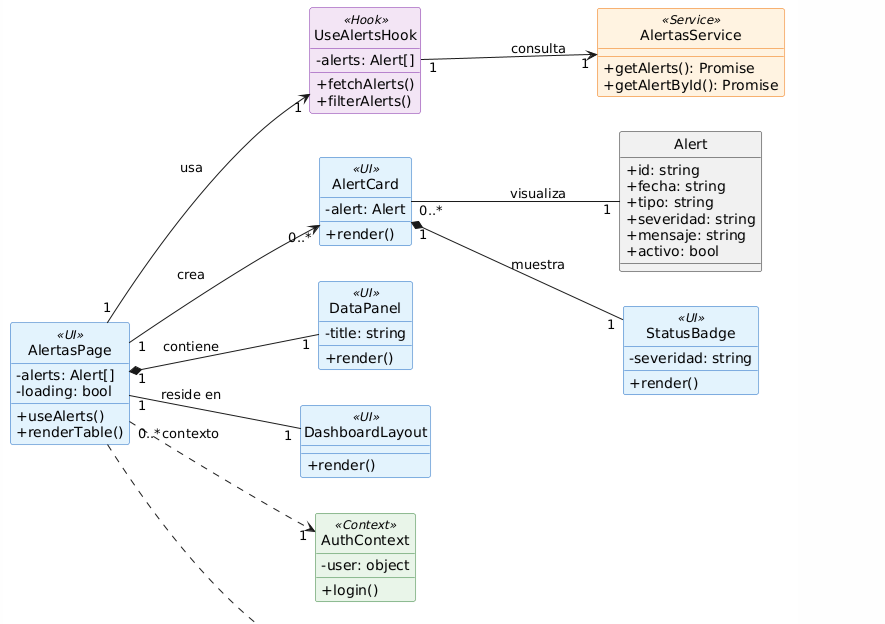 «Hook»
UseAlertsHook
-alerts: Alert[]
+fetchAlerts()
+filterAlerts()
«Service»
AlertasService
+getAlerts(): Promise
+getAlertById(): Promise
consulta
1
1
usa
1
1
«UI»
AlertCard
-alert: Alert
+render()
Alert
+id: string
+fecha: string
+tipo: string
+severidad: string
+mensaje: string
+activo: bool
visualiza
0..*
1
crea
1
0..*
muestra
1
1
«UI»
DataPanel
-title: string
+render()
«UI»
StatusBadge
-severidad: string
+render()
«UI»
AlertasPage
-alerts: Alert[]
-loading: bool
+useAlerts()
+renderTable()
contiene
1
1
reside en
1
1
«UI»
DashboardLayout
+render()
0..*
contexto
1
«Context»
AuthContext
-user: object
+login()